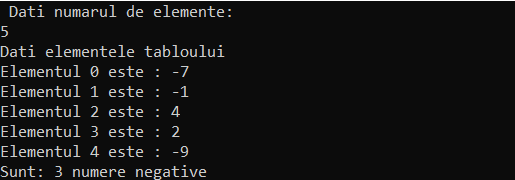 Dati numarul de elemente:
5
Dati elementele tabloului
Elementul 0 este : -7
Elementul 1 este : -1
Elementul 2 este : 4
Elementul 3 este : 2
Elementul 4 este : -9
Sunt: 3 numere negative